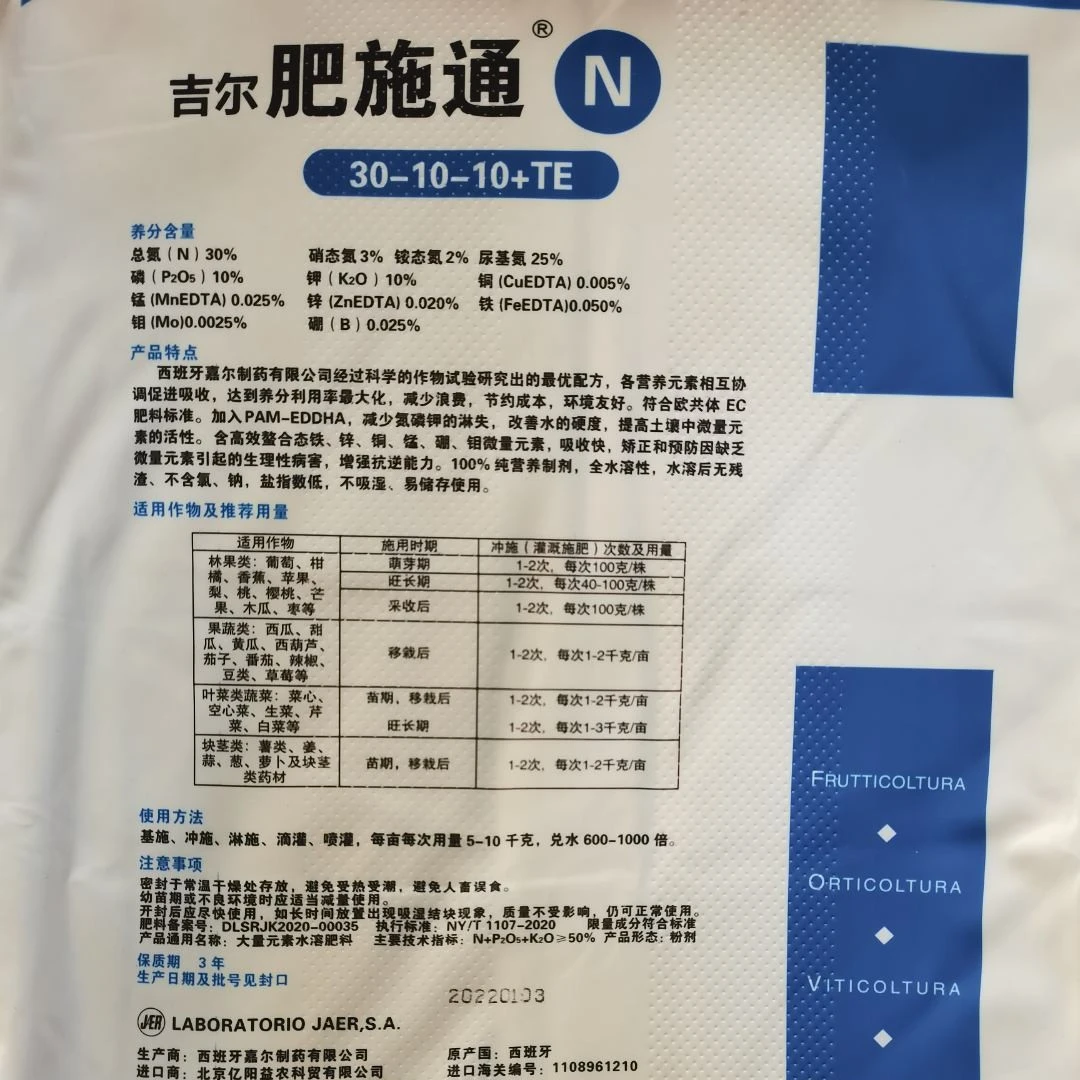 吉尔 肥施通® N
30-10-10+TE
养分含量
总氮（N）30% 硝态氮3% 铵态氮2% 尿基氮25%
磷（P₂O₅）10% 钾（K₂O）10% 铜(CuEDTA) 0.005%
锰(MnEDTA) 0.025% 锌(ZnEDTA) 0.020% 铁(FeEDTA)0.050%
钼(Mo)0.0025% 硼（B）0.025%
产品特点
西班牙嘉尔制药有限公司经过科学的作物试验研究出的最优配方，各营养元素相互协
调促进吸收，达到养分利用率最大化，减少浪费，节约成本，环境友好。符合欧共体 EC
肥料标准。加入PAM-EDDHA，减少氮磷钾的淋失，改善水的硬度，提高土壤中微量元
素的活性。含高效螯合态铁、锌、铜、锰、硼、钼微量元素，吸收快，矫正和预防因缺乏
微量元素引起的生理性病害，增强抗逆能力。100%纯营养制剂，全水溶性，水溶后无残
渣、不含氯、钠，盐指数低，不吸湿、易储存使用。
适用作物及推荐用量
适用作物 施用时期 冲施（灌溉施肥）次数及用量
林果类：葡萄、柑
橘、香蕉、苹果、
梨、桃、樱桃、芒
果、木瓜、枣等
萌芽期 1-2次，每次100克/株
旺长期 1-2次，每次40-100克/株
采收后 1-2次，每次100克/株
果蔬类：西瓜、甜
瓜、黄瓜、西葫芦、
茄子、番茄、辣椒、
豆类、草莓等
移栽后 1-2次，每次1-2千克/亩
叶菜类蔬菜：菜心、
空心菜、生菜、芹
菜、白菜等
苗期，移栽后 1-2次，每次1-2千克/亩
旺长期 1-2次，每次1-3千克/亩
块茎类：薯类、姜、
蒜、葱、萝卜及块茎
类药材
苗期，移栽后 1-2次，每次1-2千克/亩
使用方法
基施、冲施、淋施、滴灌、喷灌，每亩每次用量 5-10 千克，兑水 600-1000 倍。
注意事项
密封于常温干燥处存放，避免受热受潮，避免人畜误食。
幼苗期或不良环境时应适当减量使用。
开封后应尽快使用，如长时间放置出现吸湿结块现象，质量不受影响，仍可正常使用。
肥料备案号：DLSRJK2020-00035 执行标准：NY/T 1107-2020 限量成分符合标准
产品通用名称：大量元素水溶肥料 主要技术指标：N+P₂O₅+K₂O≥50% 产品形态：粉剂
保质期 3年
生产日期及批号见封口
20220103
JÆR LABORATORIO JAER,S.A.
生产商：西班牙嘉尔制药有限公司 原产国：西班牙
进口商：北京亿阳益农科贸有限公司 进口海关编号：1108961210
FRUTTICOLTURA
ORTICOLTURA
VITICOLTURA